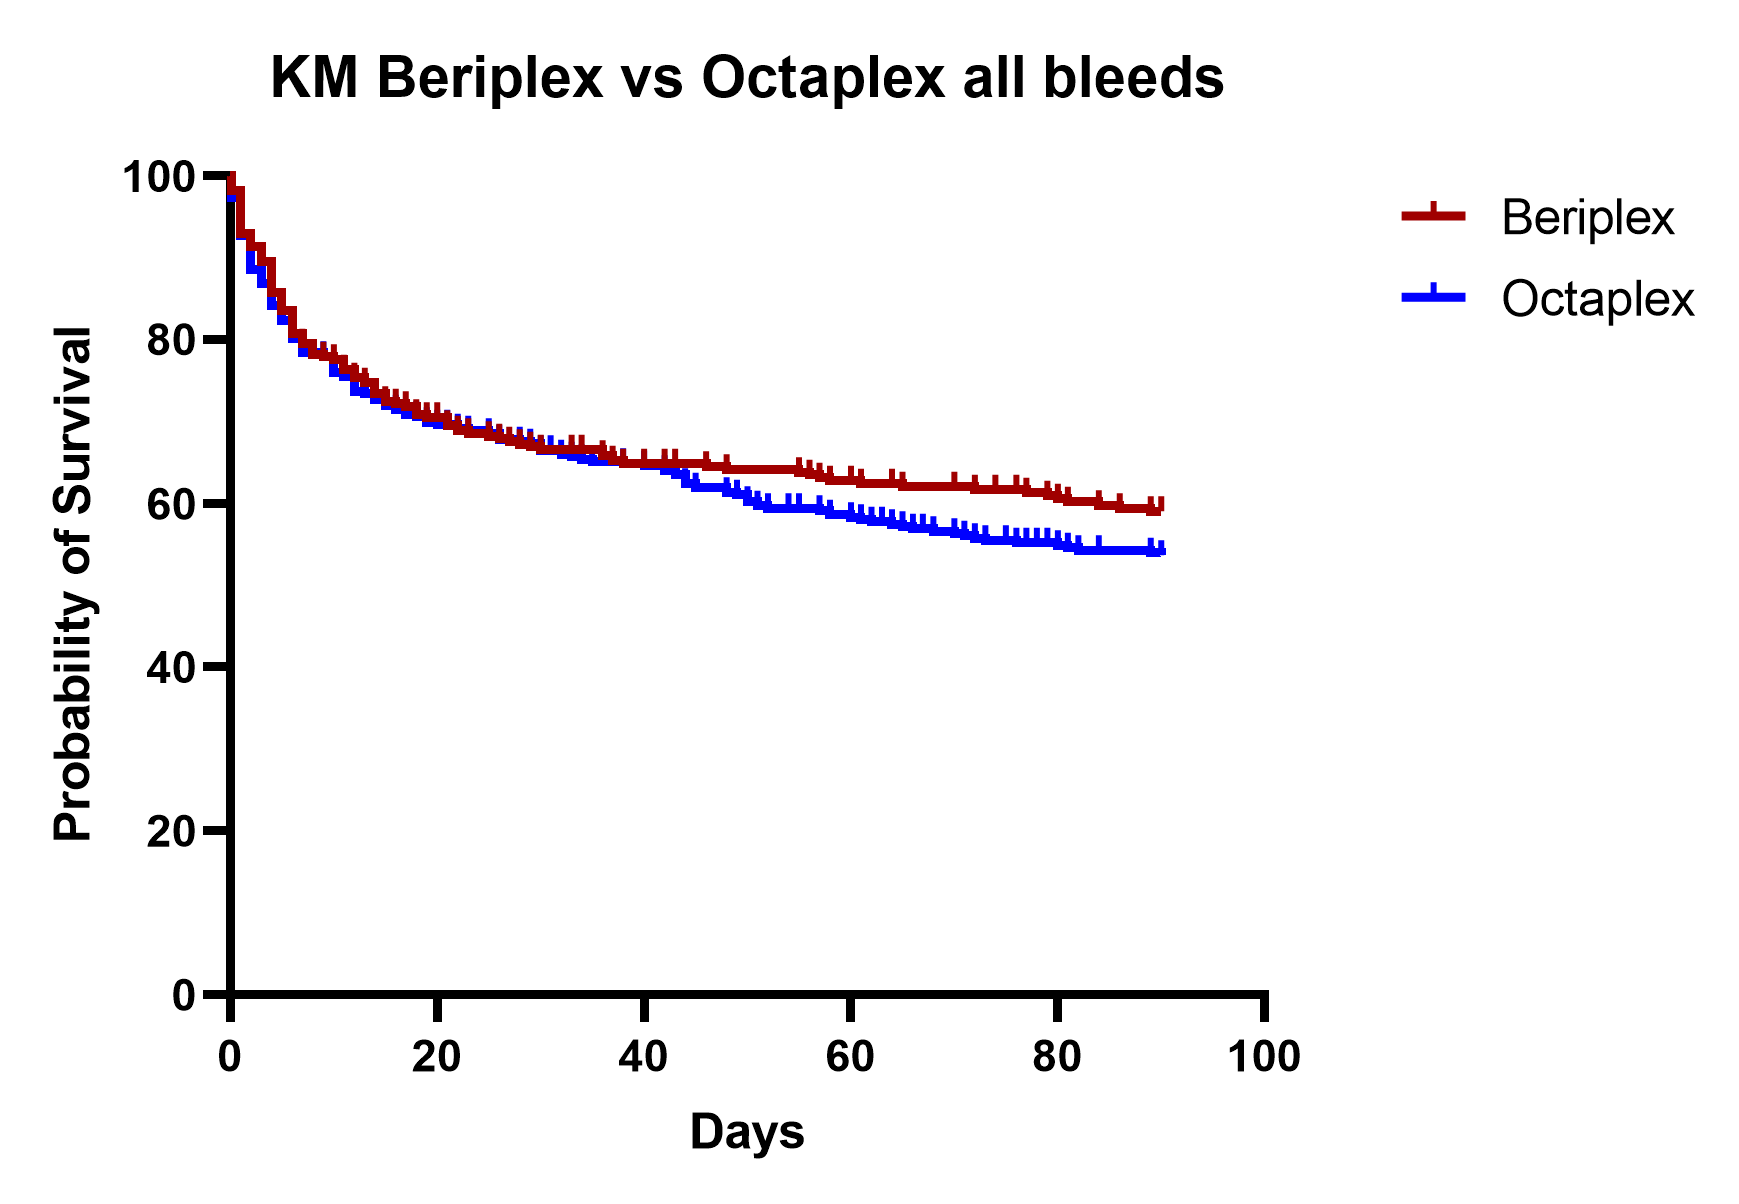 KM Beriplex vs Octaplex all bleeds
Probability of Survival
100
80
60
40
20
0
0 20 40 60 80 100
Days
Beriplex
Octaplex